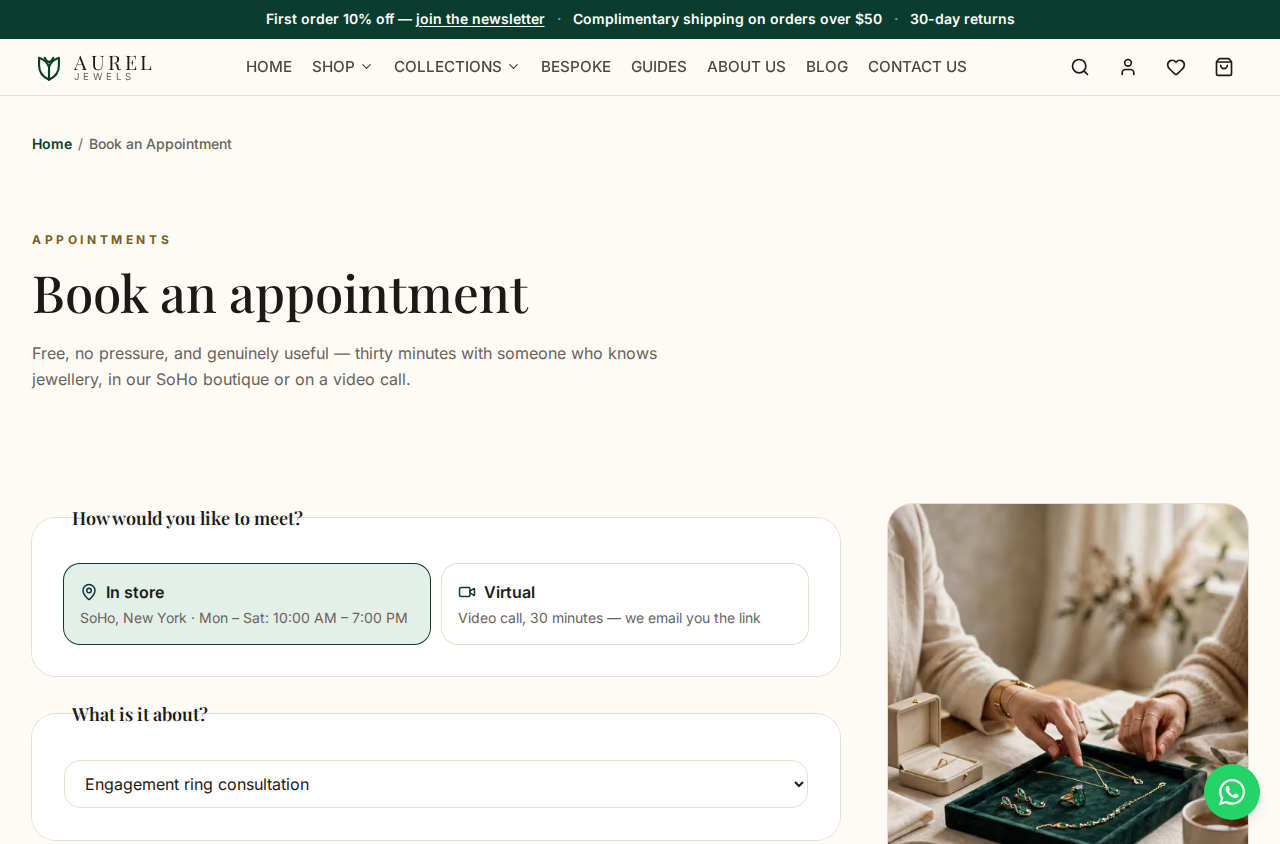 First order 10% off — join the newsletter · Complimentary shipping on orders over $50 · 30-day returns
AUREL
JEWELS
HOME SHOP COLLECTIONS BESPOKE GUIDES ABOUT US BLOG CONTACT US
Home / Book an Appointment
APPOINTMENTS
Book an appointment
Free, no pressure, and genuinely useful — thirty minutes with someone who knows
jewellery, in our SoHo boutique or on a video call.
How would you like to meet?
In store
SoHo, New York · Mon – Sat: 10:00 AM – 7:00 PM
Virtual
Video call, 30 minutes — we email you the link
What is it about?
Engagement ring consultation